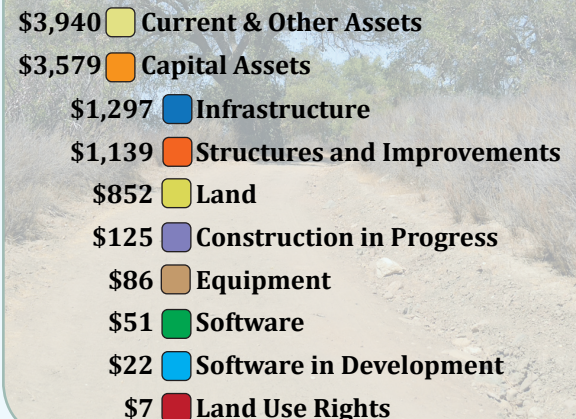 $3,940 Current & Other Assets
$3,579 Capital Assets
$1,297 Infrastructure
$1,139 Structures and Improvements
$852 Land
$125 Construction in Progress
$86 Equipment
$51 Software
$22 Software in Development
$7 Land Use Rights